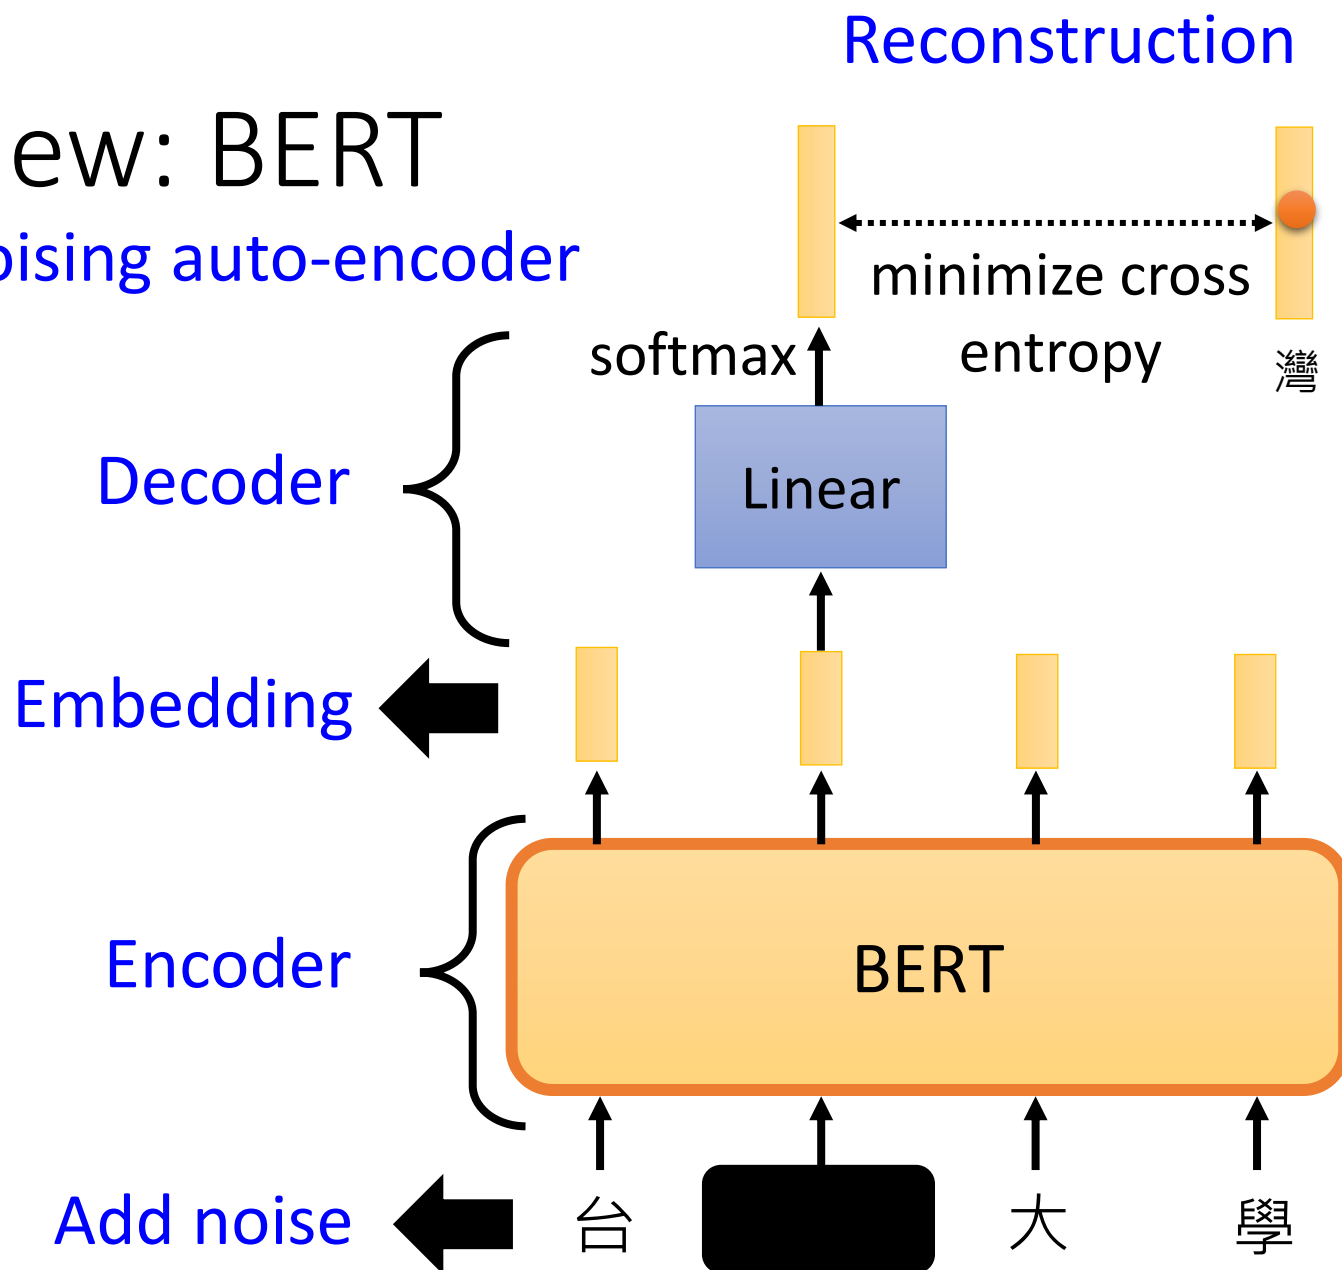 Reconstruction
ew: BERT
oising auto-encoder
minimize cross
entropy
softmax
灣
Decoder
Linear
Embedding
Encoder
BERT
Add noise
台 大 學